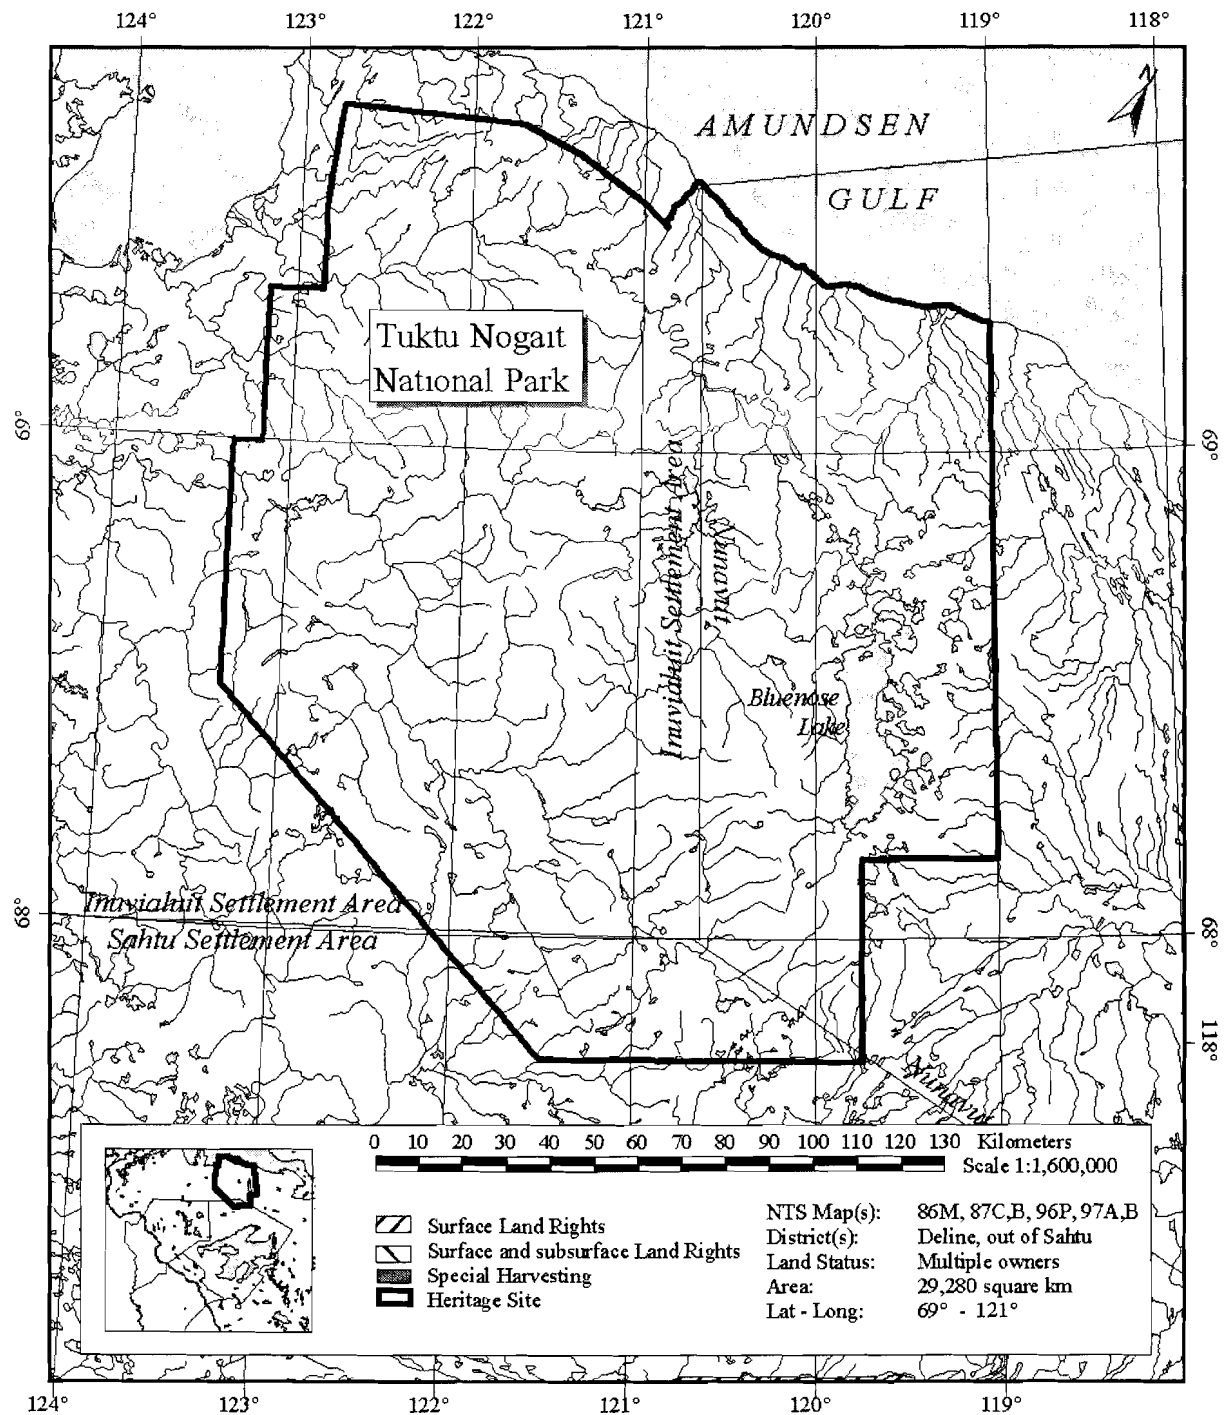 124° 123° 122° 121° 120° 119° 118°
N
AMUNDSEN
GULF
Tuktu Nogait
National Park
69°
69°
Inuvialuit Settlement Area
Nunavut
Bluenose
Lake
Inuvialuit Settlement Area
68°
68°
Sahtu Settlement Area
118°
Nunavut
0 10 20 30 40 50 60 70 80 90 100 110 120 130 Kilometers
Scale 1:1,600,000
Surface Land Rights
Surface and subsurface Land Rights
Special Harvesting
Heritage Site
NTS Map(s): 86M, 87C,B, 96P, 97A,B
District(s): Deline, out of Sahtu
Land Status: Multiple owners
Area: 29,280 square km
Lat - Long: 69° - 121°
124° 123° 122° 121° 120° 119°